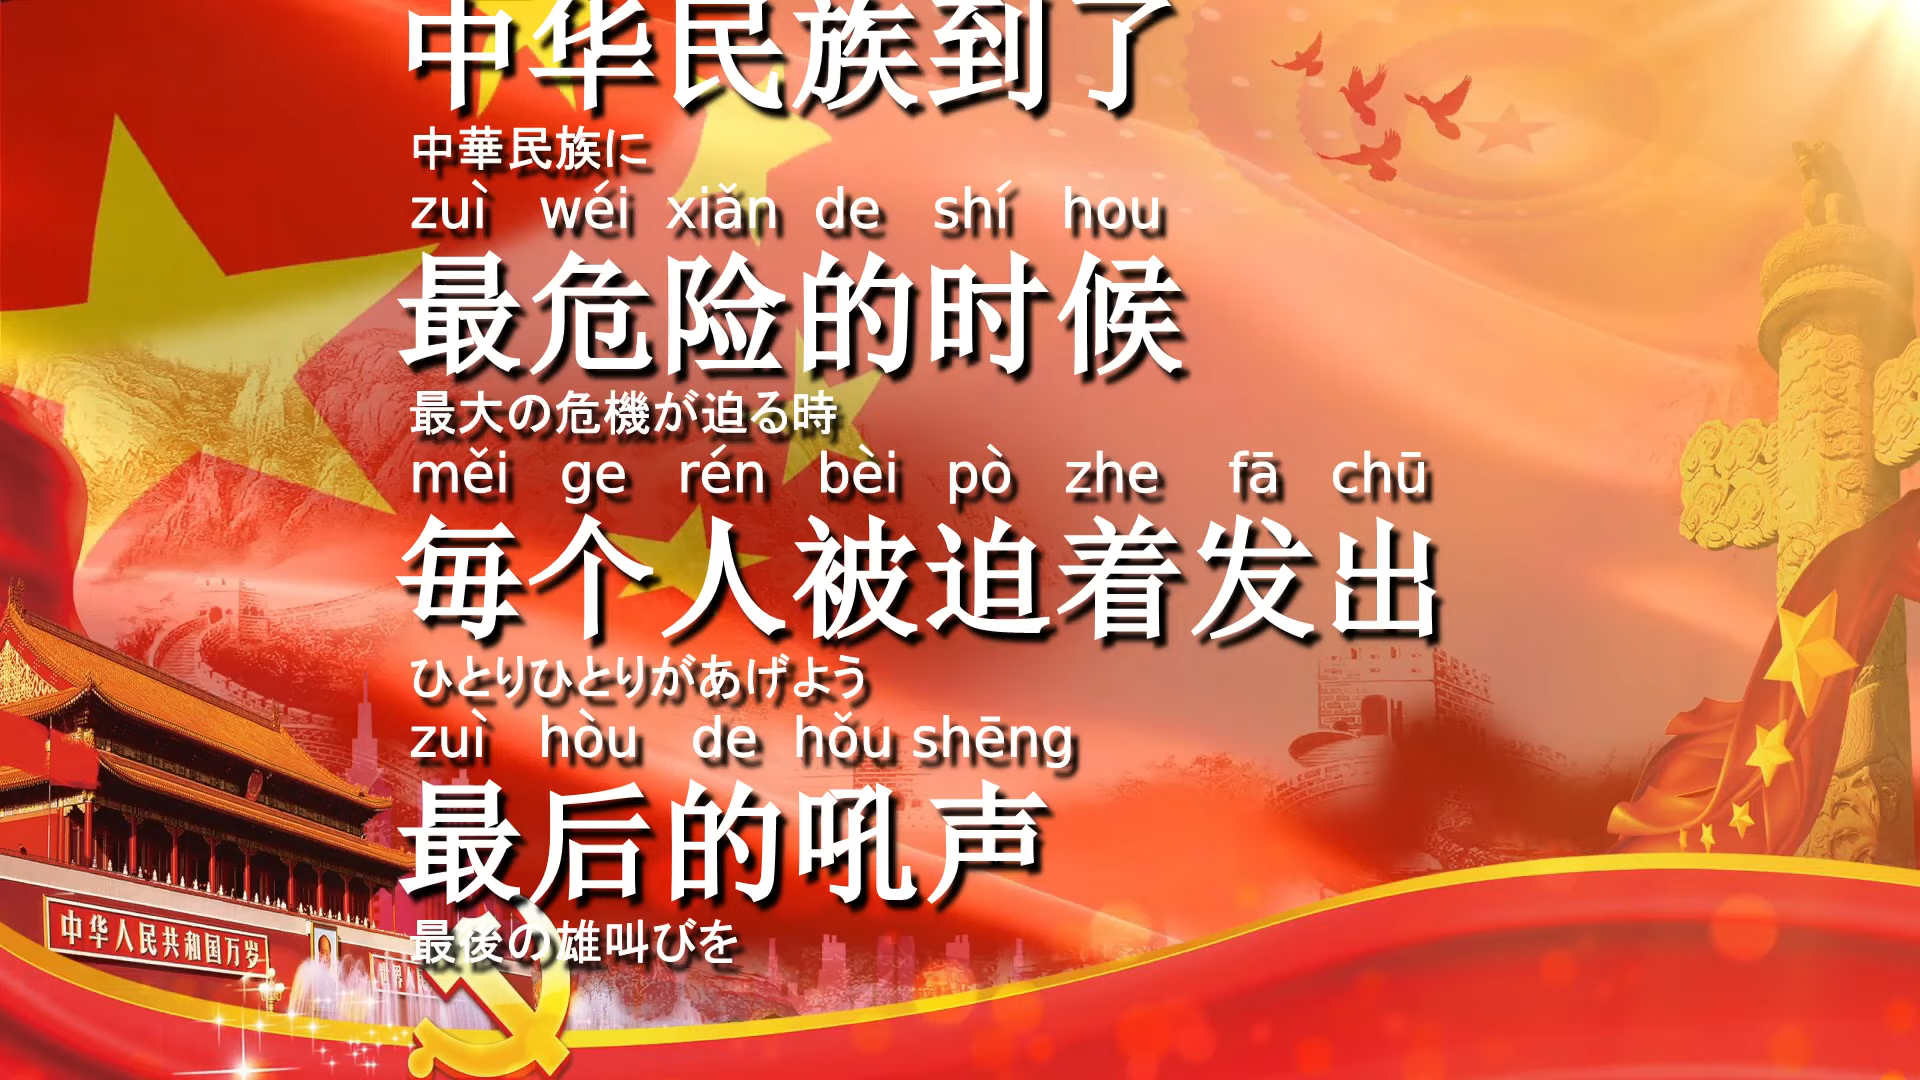 中华民族到了
中華民族に
zuì wéi xiǎn de shí hou
最危险的时候
最大の危機が迫る時
měi ge rén bèi pò zhe fā chū
每个人被迫着发出
ひとりひとりがあげよう
zuì hòu de hǒu shēng
最后的吼声
最後の雄叫びを
中华人民共和国万岁
世界人民